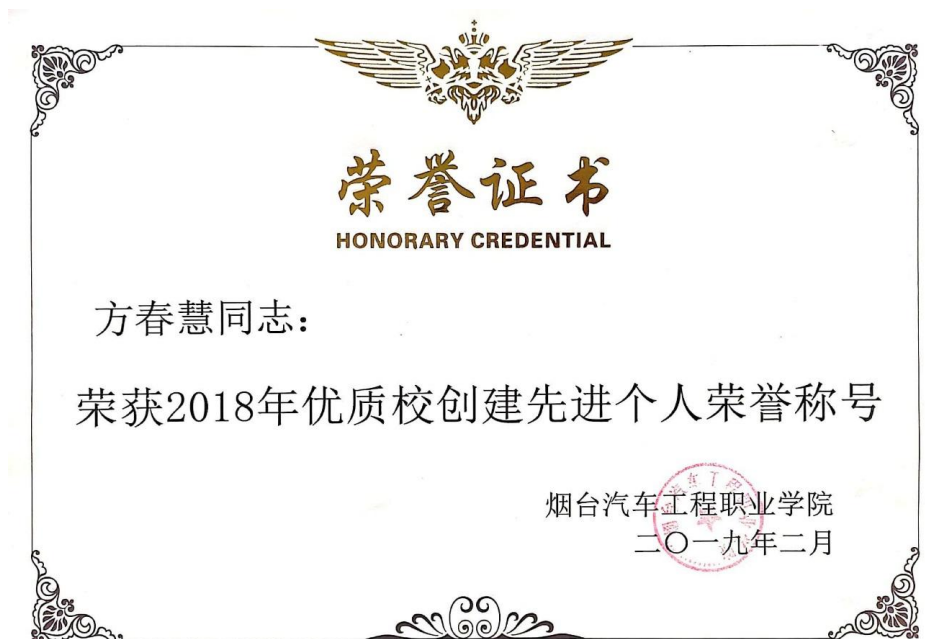 荣誉证书
HONORARY CREDENTIAL
方春慧同志：
荣获2018年优质校创建先进个人荣誉称号
烟台汽车工程职业学院
二〇一九年二月